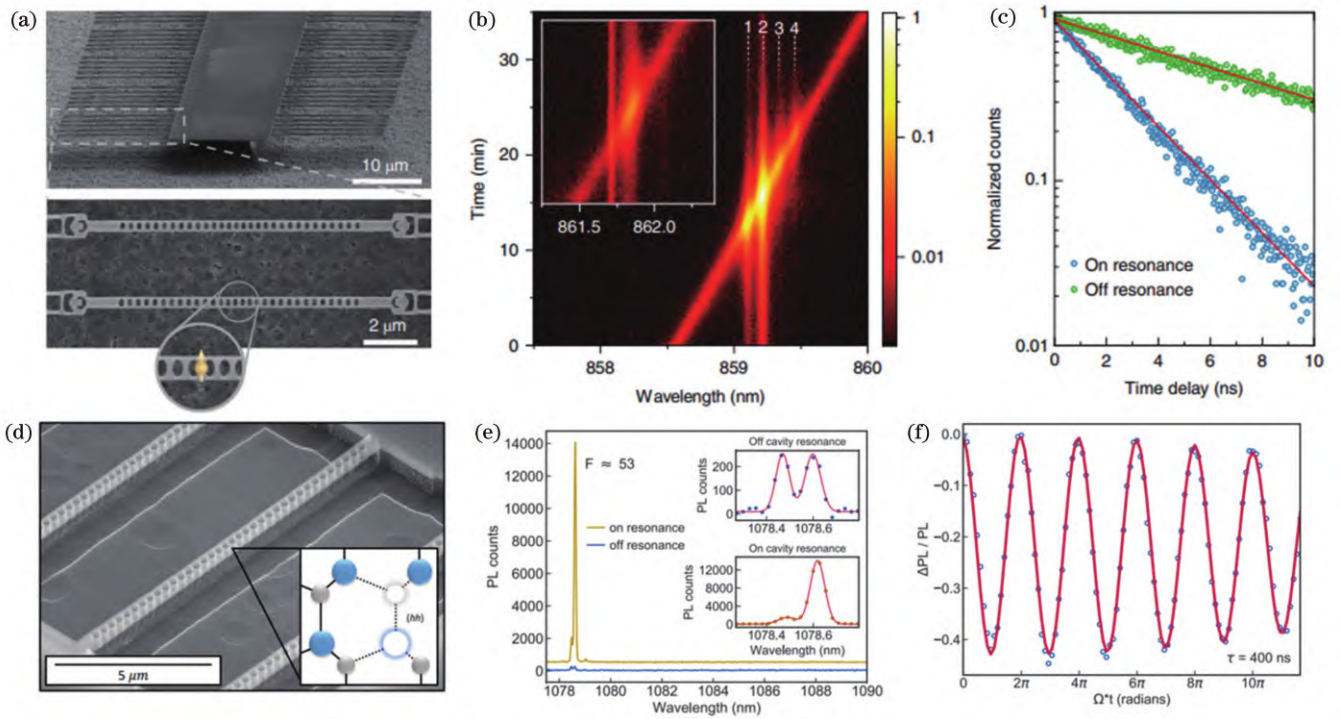 (a)
10 μm
2 μm
(b)
Time (min)
35
30
20
10
0
1 2 3 4
861.5 862.0
858 859 860
Wavelength (nm)
1
0.1
0.01
(c)
Normalized counts
1
0.1
0.01
On resonance
Off resonance
0 2 4 6 8 10
Time delay (ns)
(d)
(hh)
5 μm
(e)
PL counts
14000
12000
10000
8000
6000
4000
2000
0
F ≈ 53
on resonance
off resonance
Off cavity resonance
PL counts
200
100
0
1078.4 1078.6
On cavity resonance
PL counts
12000
8000
4000
0
1078.4 1078.6
Wavelength (nm)
1078 1080 1082 1084 1086 1088 1090
Wavelength (nm)
(f)
ΔPL / PL
0.0
−0.1
−0.2
−0.3
−0.4
τ = 400 ns
0 2π 4π 6π 8π 10π
Ω*t (radians)